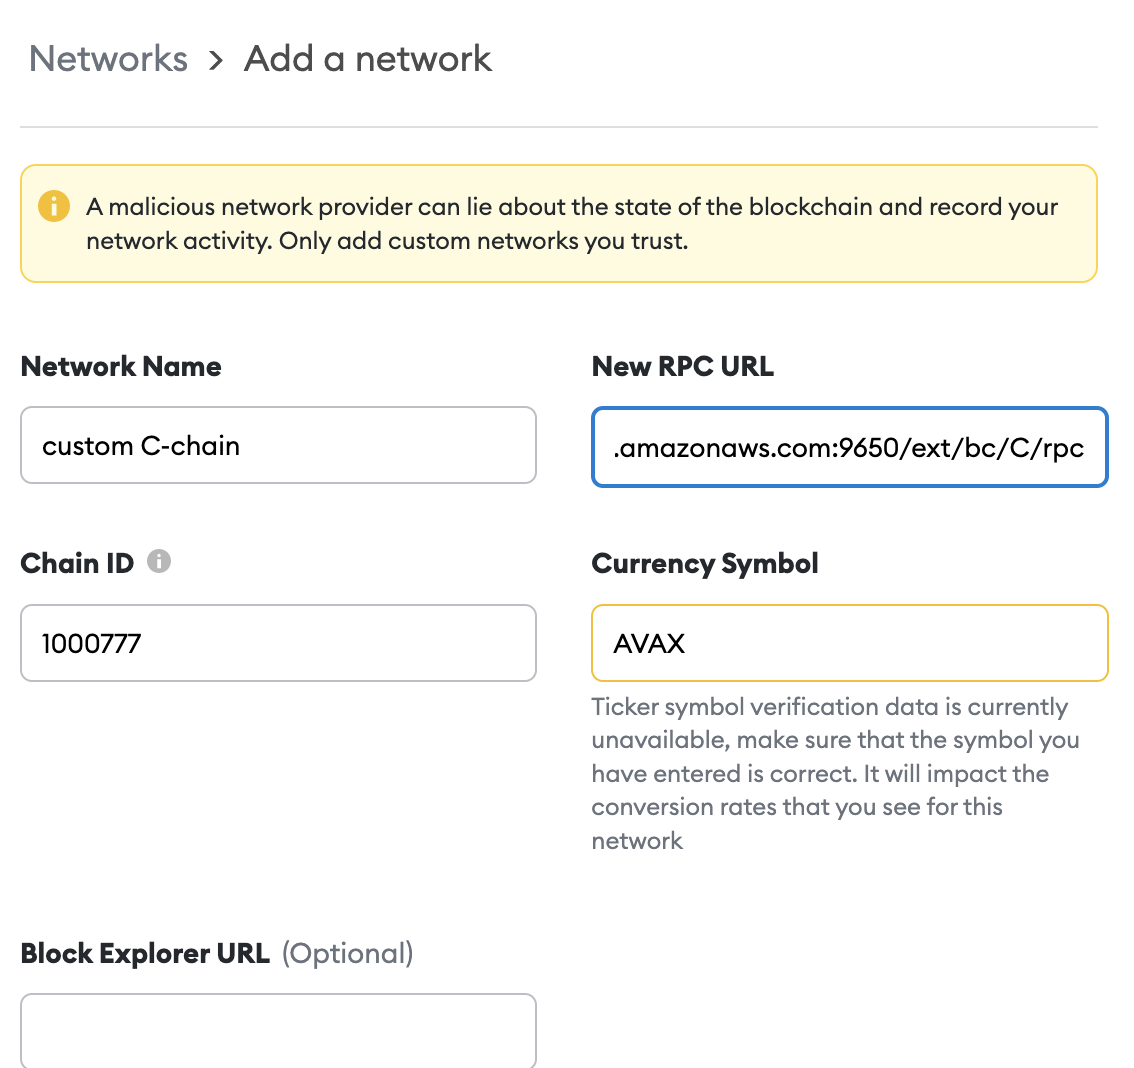 Networks > Add a network
A malicious network provider can lie about the state of the blockchain and record your
network activity. Only add custom networks you trust.
Network Name
custom C-chain
New RPC URL
.amazonaws.com:9650/ext/bc/C/rpc
Chain ID
1000777
Currency Symbol
AVAX
Ticker symbol verification data is currently
unavailable, make sure that the symbol you
have entered is correct. It will impact the
conversion rates that you see for this
network
Block Explorer URL (Optional)